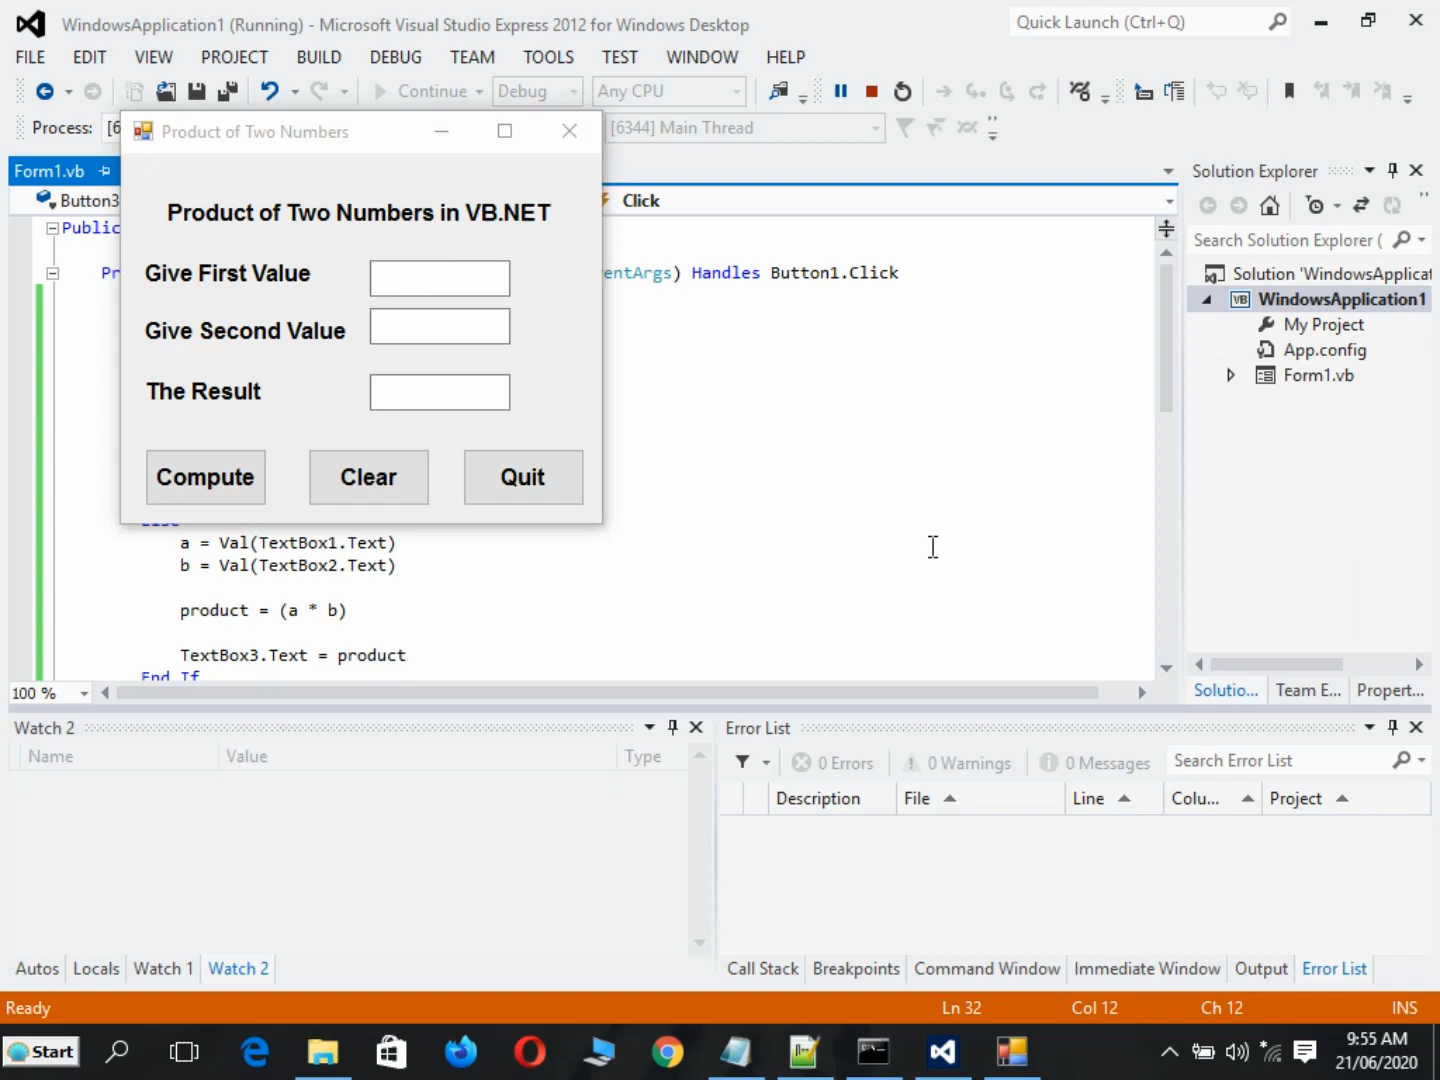 WindowsApplication1 (Running) - Microsoft Visual Studio Express 2012 for Windows Desktop
Quick Launch (Ctrl+Q)
FILE EDIT VIEW PROJECT BUILD DEBUG TEAM TOOLS TEST WINDOW HELP
Continue Debug Any CPU
Process: [6 [6344] Main Thread
Product of Two Numbers
Form1.vb
Button3 Click
Product of Two Numbers in VB.NET
Public
Give First Value
Pr entArgs) Handles Button1.Click
Give Second Value
The Result
Compute Clear Quit
Else
a = Val(TextBox1.Text)
b = Val(TextBox2.Text)
product = (a * b)
TextBox3.Text = product
End If
100 %
Solution Explorer
Search Solution Explorer (
Solution 'WindowsApplicat
VB WindowsApplication1
My Project
App.config
Form1.vb
Solutio... Team E... Propert...
Watch 2
Name Value Type
Autos Locals Watch 1 Watch 2
Error List
0 Errors 0 Warnings 0 Messages Search Error List
Description File Line Colu... Project
Call Stack Breakpoints Command Window Immediate Window Output Error List
Ready Ln 32 Col 12 Ch 12 INS
Start
9:55 AM
21/06/2020